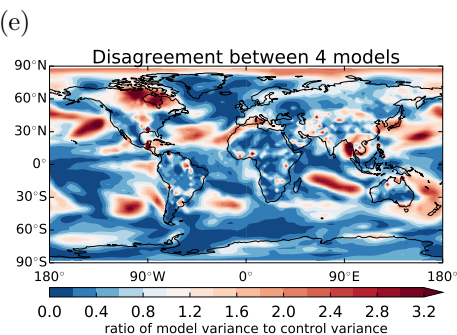 (e)
Disagreement between 4 models
90°N
60°N
30°N
0°
30°S
60°S
90°S
180° 90°W 0° 90°E 180°
0.0 0.4 0.8 1.2 1.6 2.0 2.4 2.8 3.2
ratio of model variance to control variance